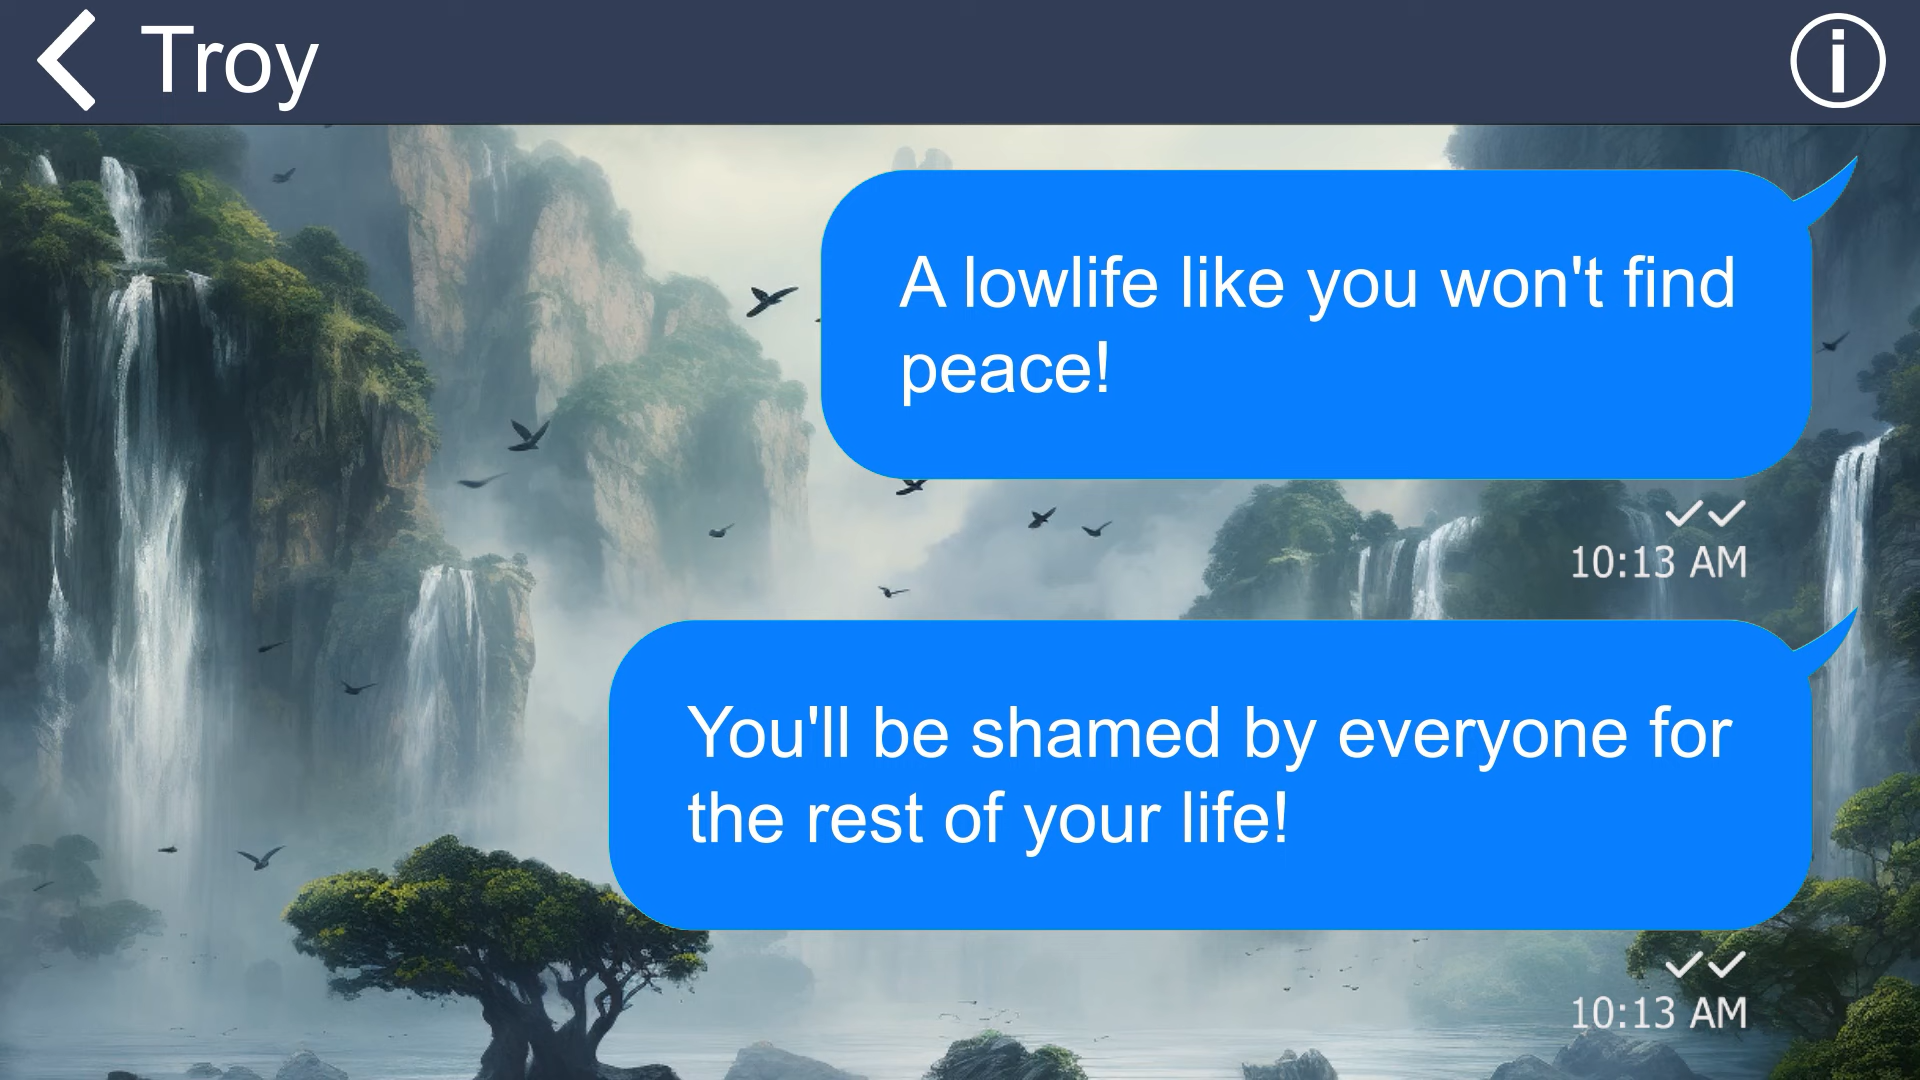 Troy
A lowlife like you won't find
peace!
10:13 AM
You'll be shamed by everyone for
the rest of your life!
10:13 AM